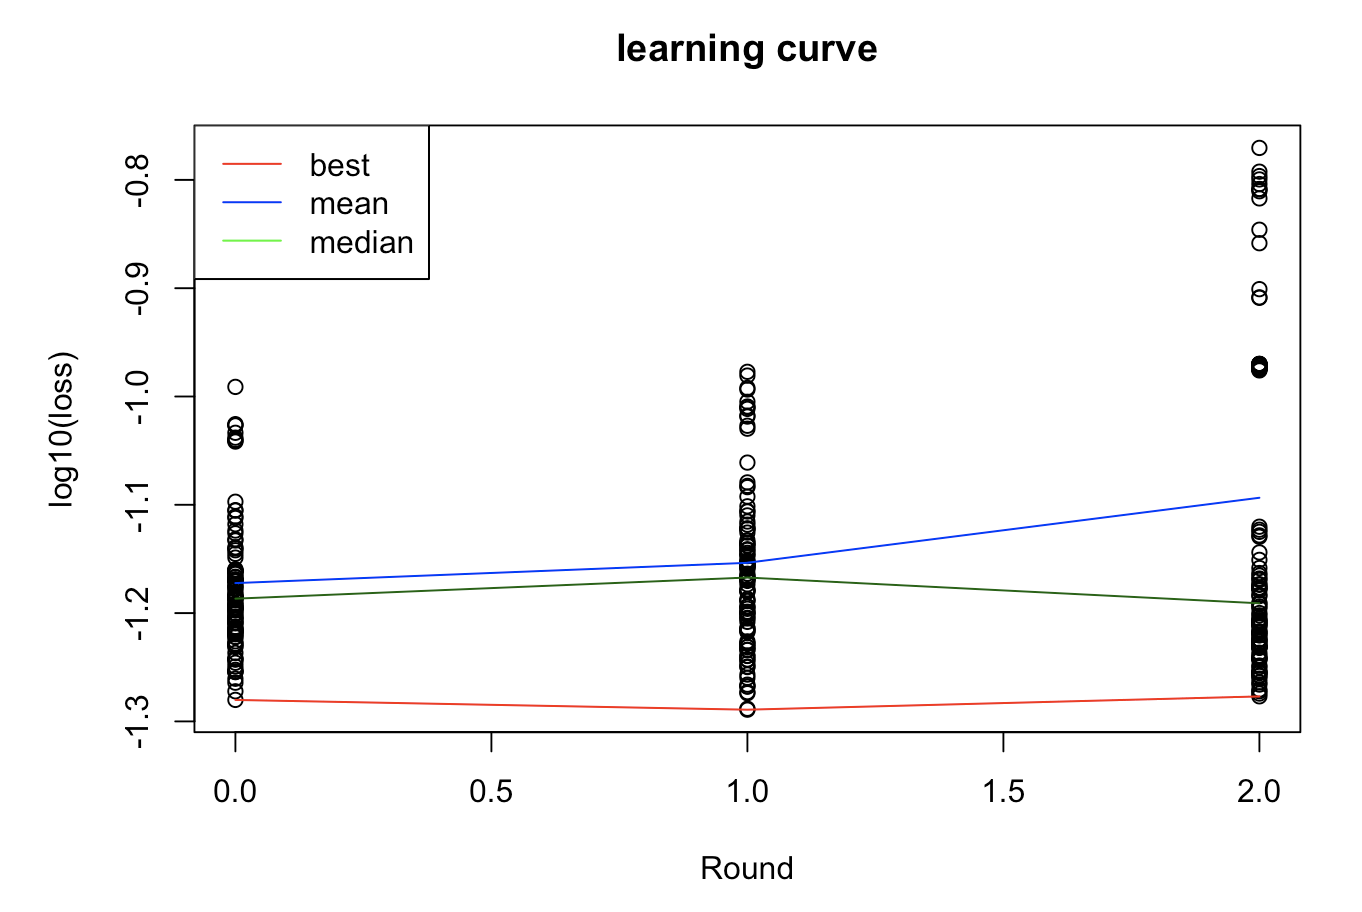 learning curve
best
mean
median
log10(loss)
-0.8
-0.9
-1.0
-1.1
-1.2
-1.3
0.0 0.5 1.0 1.5 2.0
Round